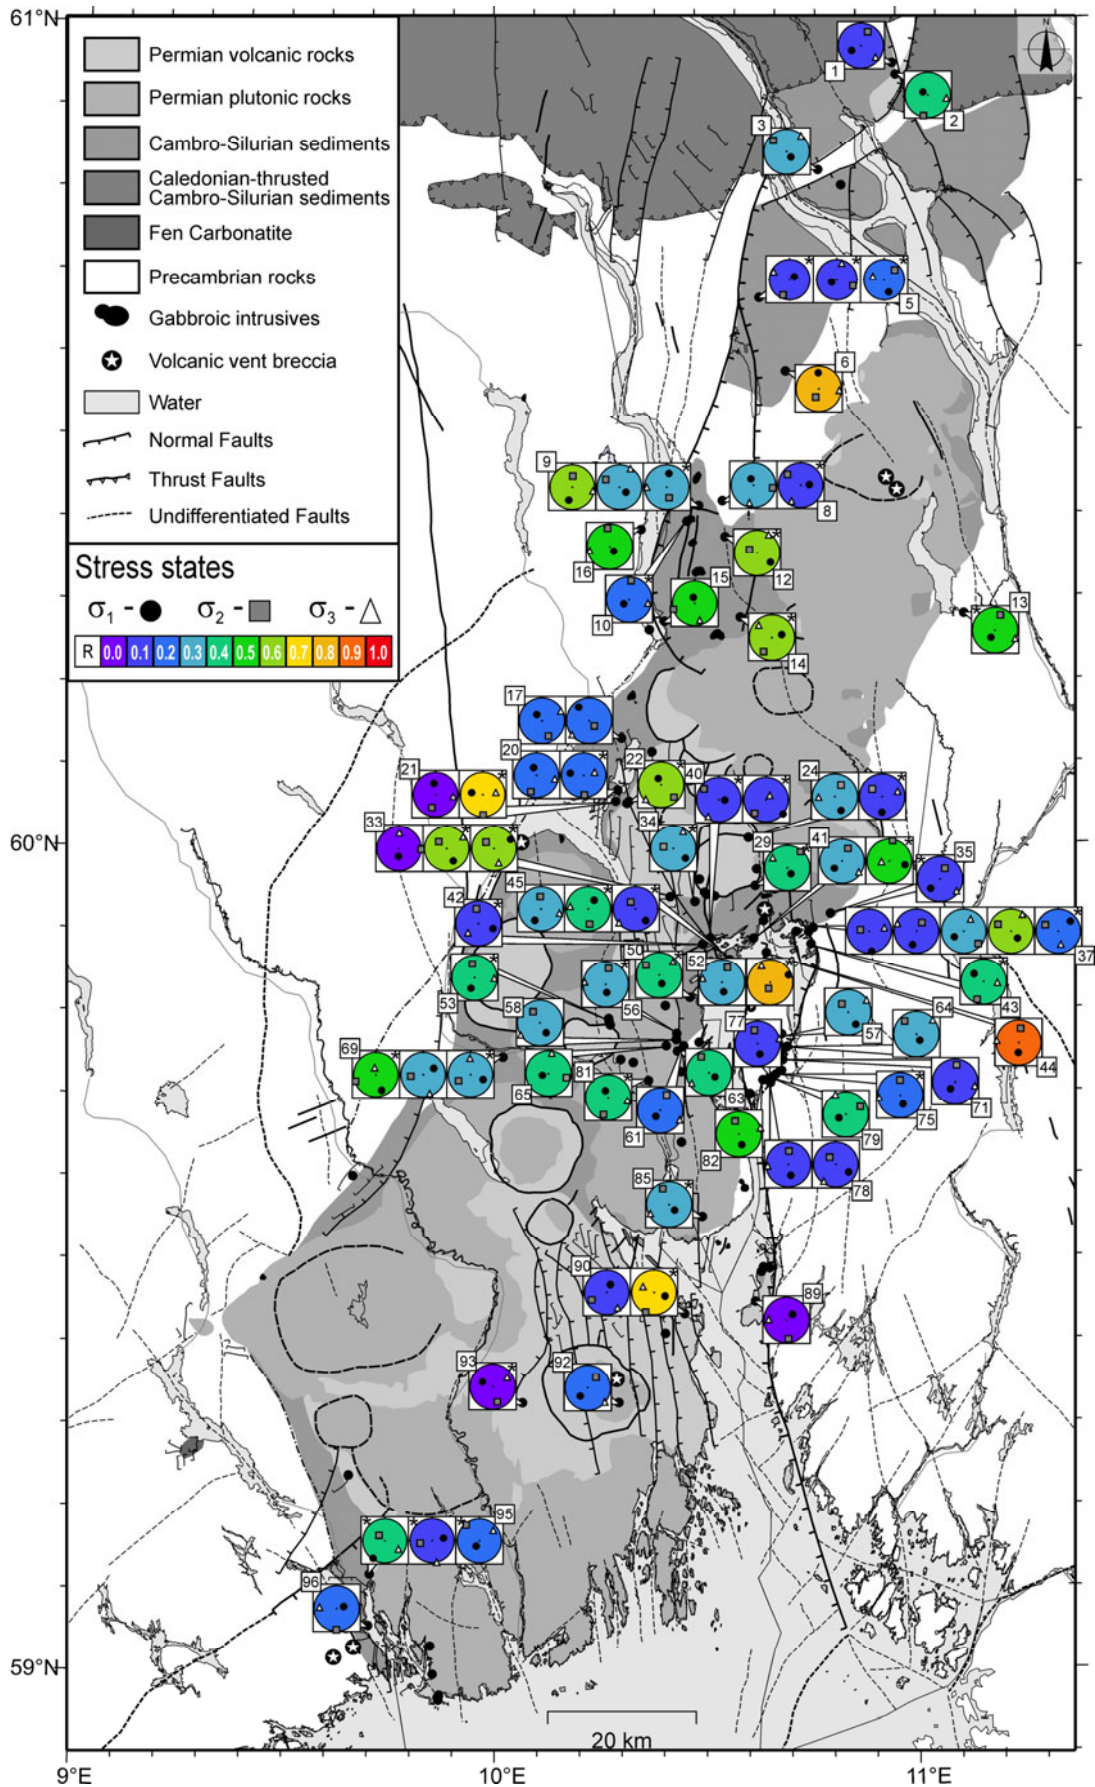 61°N
60°N
59°N
9°E
10°E
11°E
N
Permian volcanic rocks
Permian plutonic rocks
Cambro-Silurian sediments
Caledonian-thrusted
Cambro-Silurian sediments
Fen Carbonatite
Precambrian rocks
Gabbroic intrusives
Volcanic vent breccia
Water
Normal Faults
Thrust Faults
Undifferentiated Faults
Stress states
σ1 - σ2 - σ3 -
R 0.0 0.1 0.2 0.3 0.4 0.5 0.6 0.7 0.8 0.9 1.0
1
2
3
5
6
9
8
16
12
10
15
13
14
17
20
21
22
40
24
33
34
29
41
35
42
45
50
52
37
53
58
56
77
57
64
43
44
69
65
81
61
63
82
79
75
71
78
85
90
89
93
92
95
96
20 km